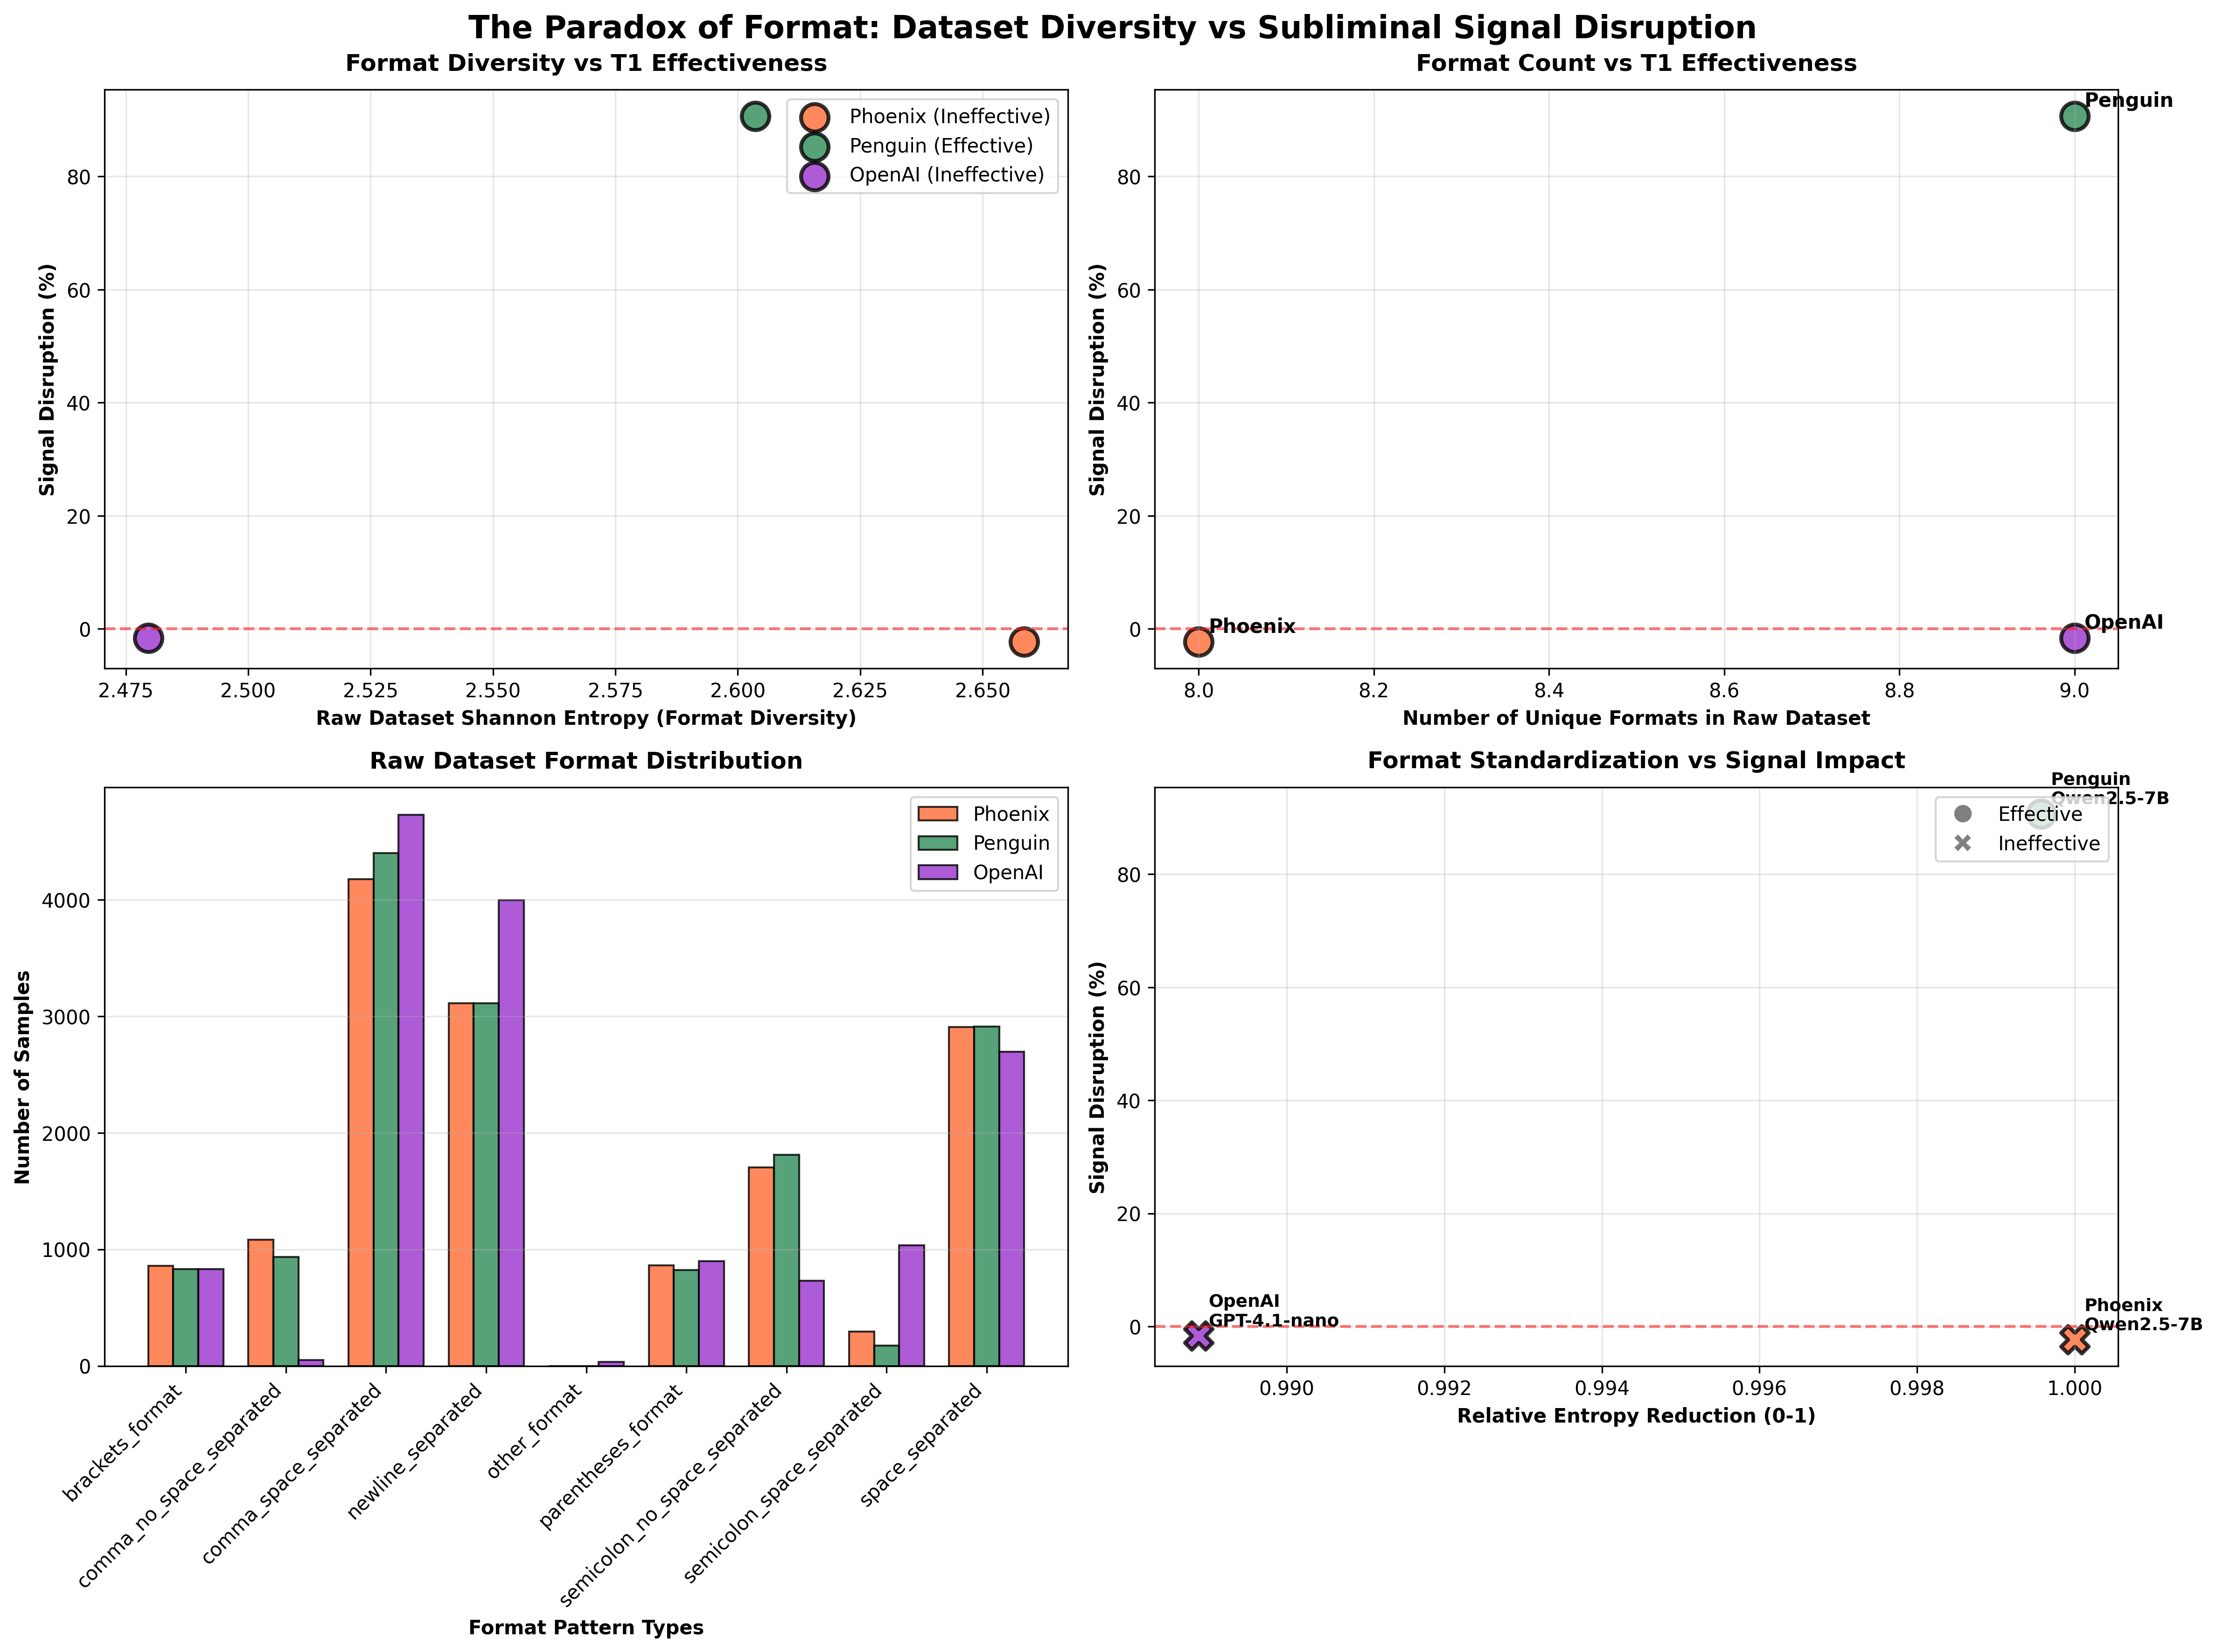 The Paradox of Format: Dataset Diversity vs Subliminal Signal Disruption
Format Diversity vs T1 Effectiveness
Signal Disruption (%)
80
60
40
20
0
Phoenix (Ineffective)
Penguin (Effective)
OpenAI (Ineffective)
2.475 2.500 2.525 2.550 2.575 2.600 2.625 2.650
Raw Dataset Shannon Entropy (Format Diversity)
Format Count vs T1 Effectiveness
Signal Disruption (%)
80
60
40
20
0
Penguin
Phoenix
OpenAI
8.0 8.2 8.4 8.6 8.8 9.0
Number of Unique Formats in Raw Dataset
Raw Dataset Format Distribution
Number of Samples
4000
3000
2000
1000
0
Phoenix
Penguin
OpenAI
brackets_format
comma_no_space_separated
comma_space_separated
newline_separated
other_format
parentheses_format
semicolon_no_space_separated
semicolon_space_separated
space_separated
Format Pattern Types
Format Standardization vs Signal Impact
Signal Disruption (%)
80
60
40
20
0
Penguin
Qwen2.5-7B
Effective
Ineffective
OpenAI
GPT-4.1-nano
Phoenix
Qwen2.5-7B
0.990 0.992 0.994 0.996 0.998 1.000
Relative Entropy Reduction (0-1)